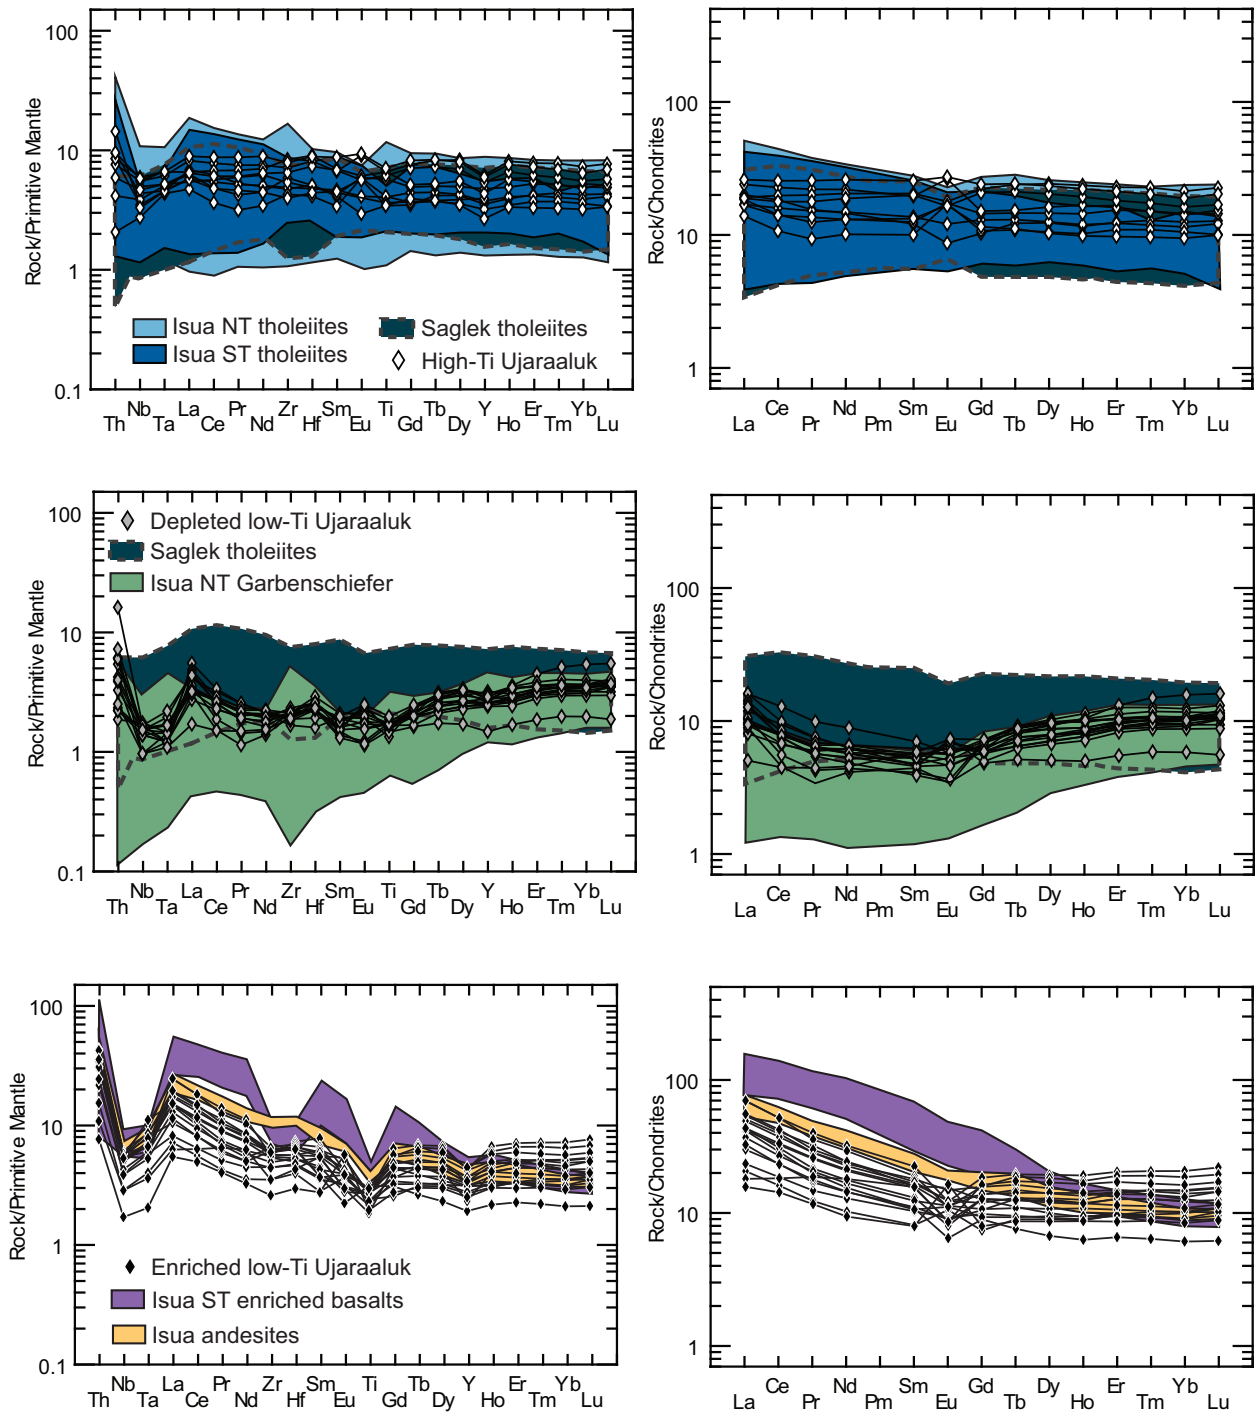 100
10
1
0.1
Rock/Primitive Mantle
Isua NT tholeiites
Isua ST tholeiites
Saglek tholeiites
High-Ti Ujaraaluk
Nb La Pr Zr Sm Ti Tb Y Er Yb
Th Ta Ce Nd Hf Eu Gd Dy Ho Tm Lu
100
10
1
Rock/Chondrites
Ce Nd Sm Gd Dy Er Yb
La Pr Pm Eu Tb Ho Tm Lu
100
10
1
0.1
Rock/Primitive Mantle
Depleted low-Ti Ujaraaluk
Saglek tholeiites
Isua NT Garbenschiefer
Nb La Pr Zr Sm Ti Tb Y Er Yb
Th Ta Ce Nd Hf Eu Gd Dy Ho Tm Lu
100
10
1
Rock/Chondrites
Ce Nd Sm Gd Dy Er Yb
La Pr Pm Eu Tb Ho Tm Lu
100
10
1
0.1
Rock/Primitive Mantle
Enriched low-Ti Ujaraaluk
Isua ST enriched basalts
Isua andesites
Nb La Pr Zr Sm Ti Tb Y Er Yb
Th Ta Ce Nd Hf Eu Gd Dy Ho Tm Lu
100
10
1
Rock/Chondrites
Ce Nd Sm Gd Dy Er Yb
La Pr Pm Eu Tb Ho Tm Lu